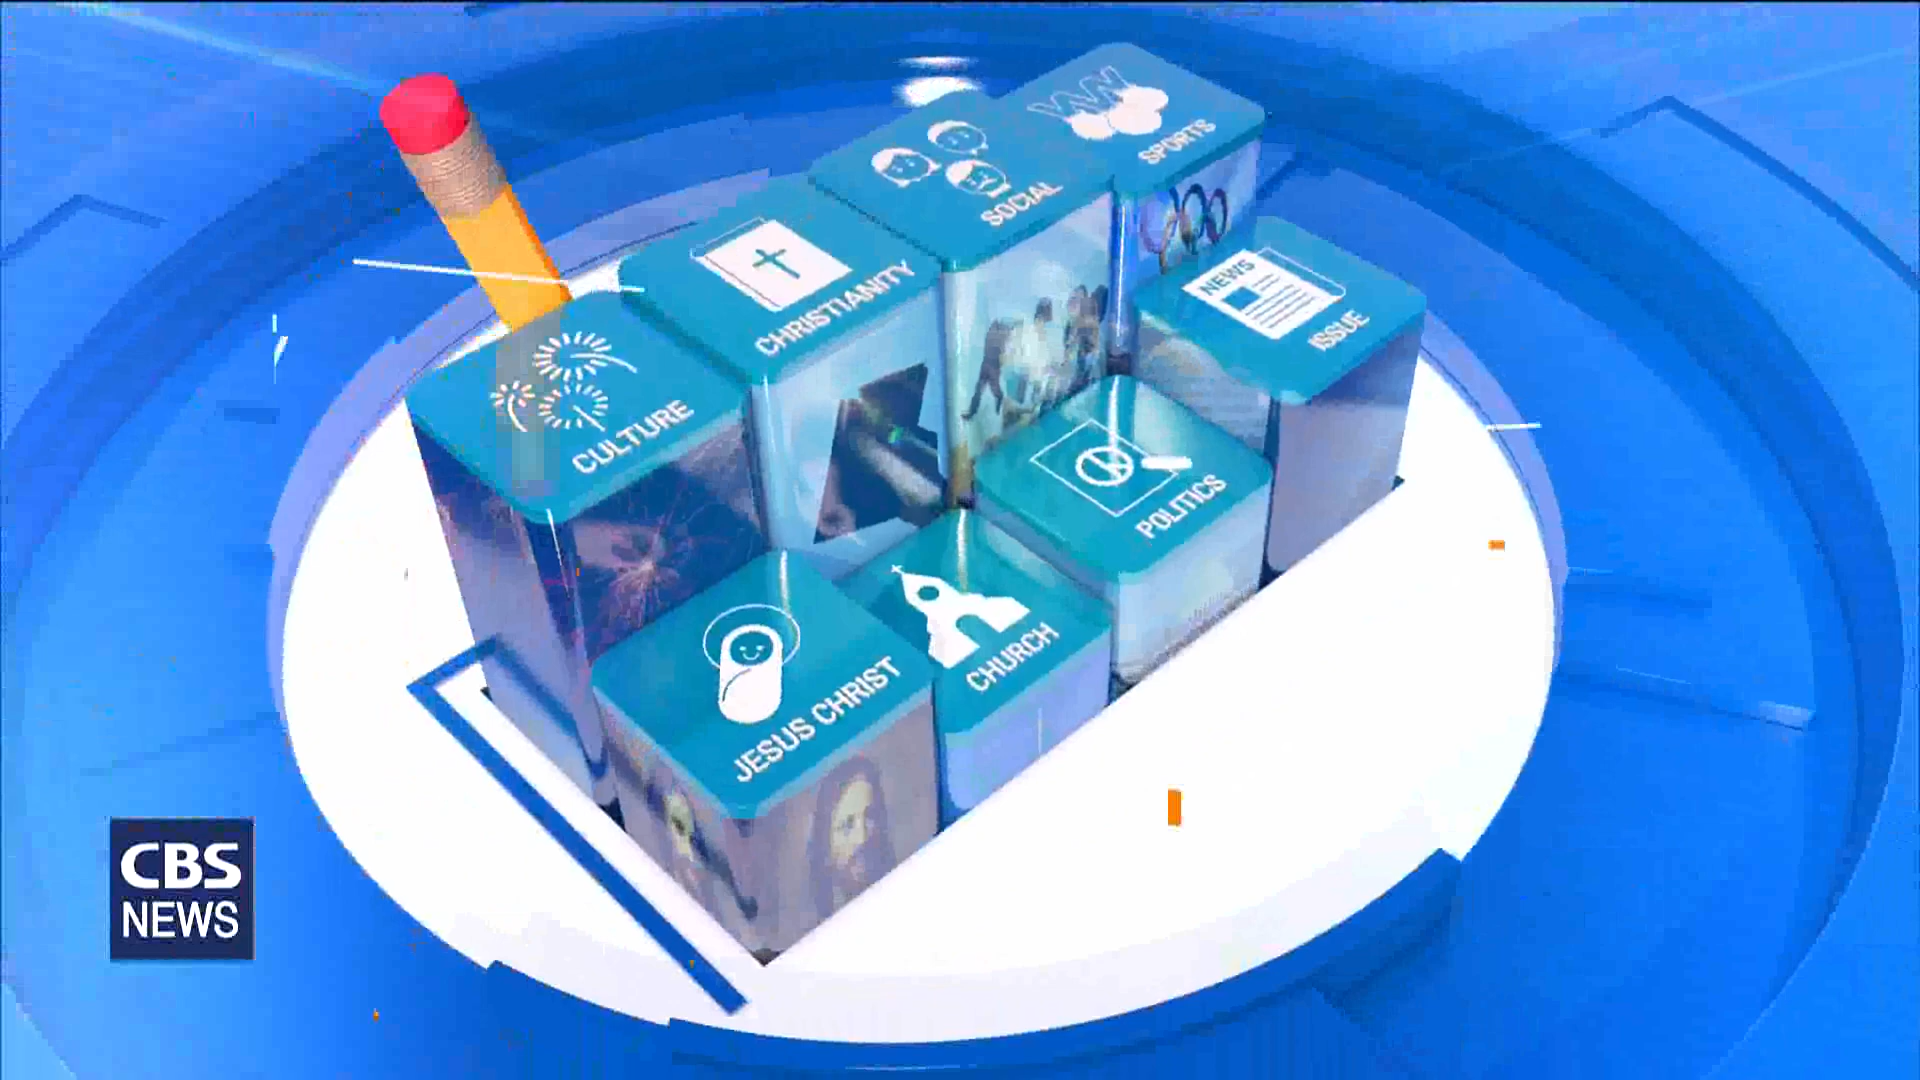 SPORTS
SOCIAL
CHRISTIANITY
NEWS
ISSUE
CULTURE
POLITICS
CHURCH
JESUS CHRIST
CBS
NEWS